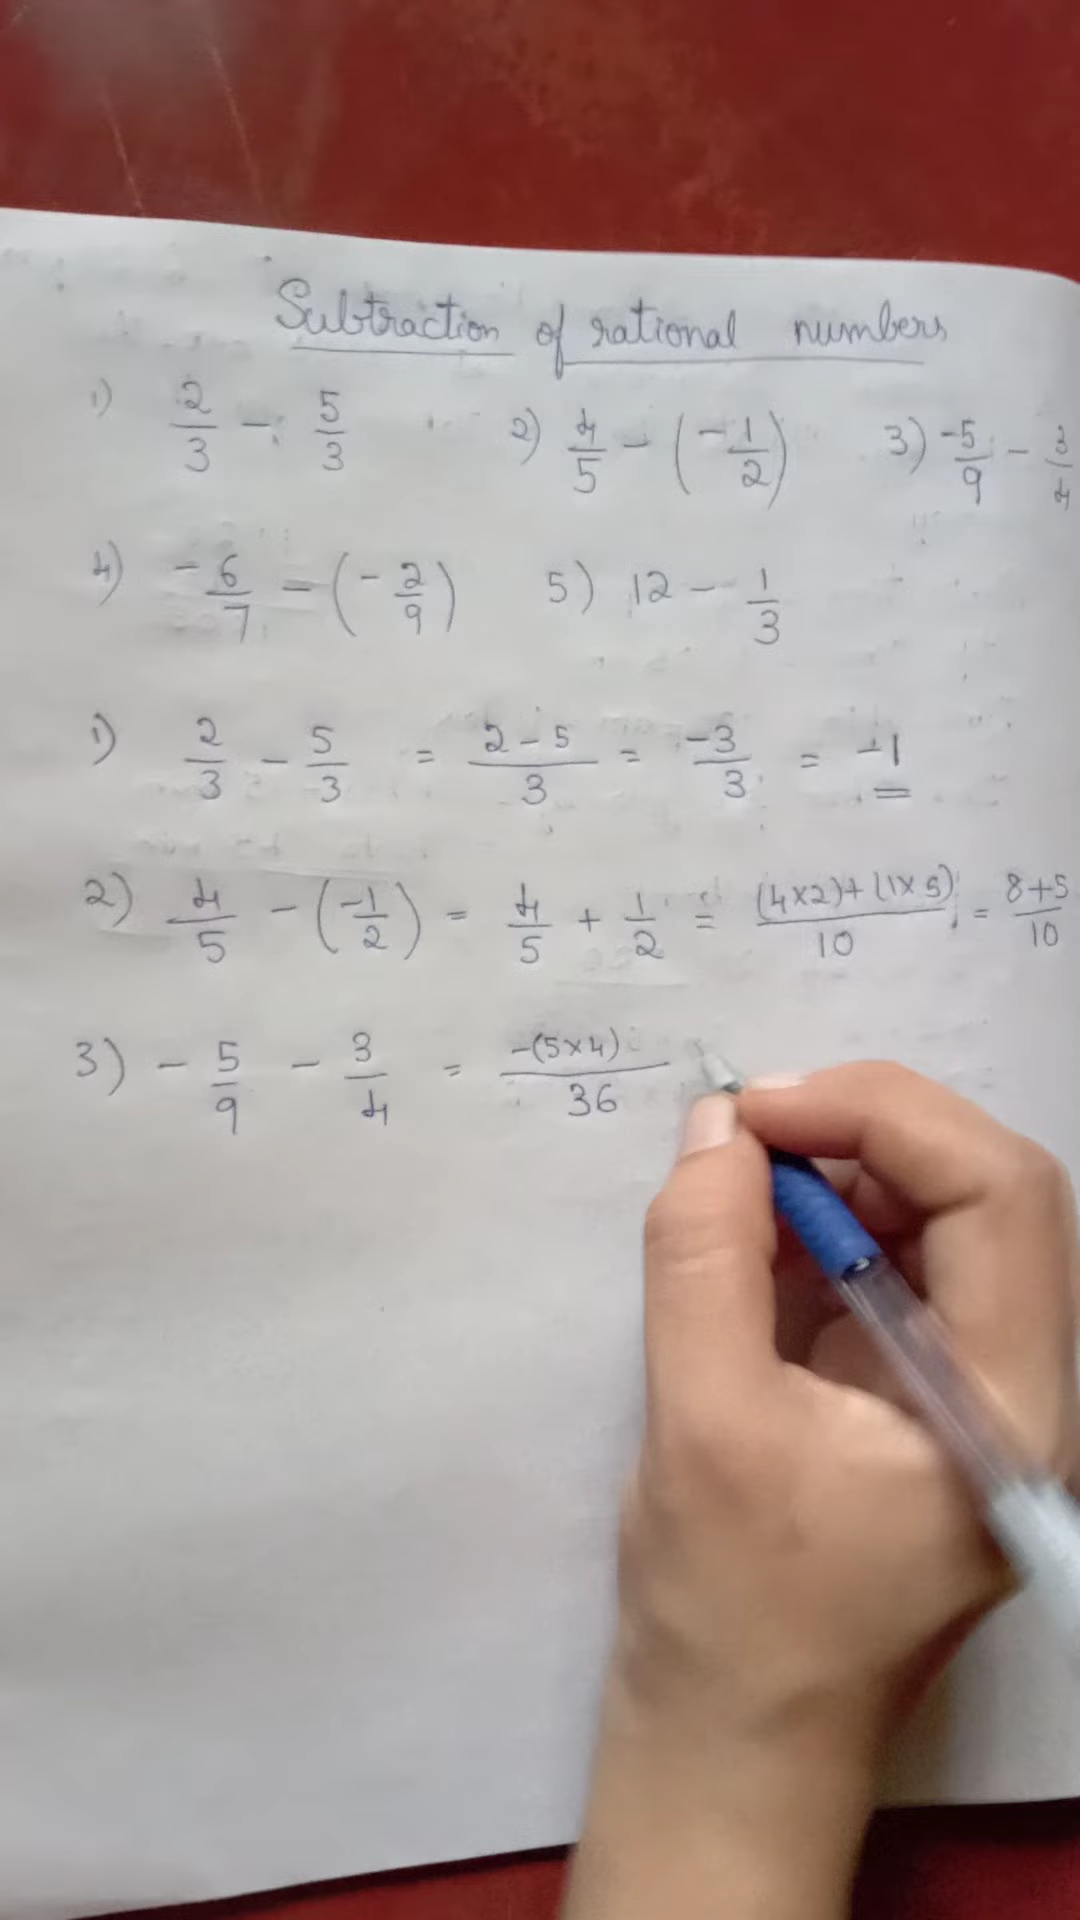 Subtraction of rational numbers
1) 2/3 - 5/3 2) 4/5 - (-1/2) 3) -5/9 - 3/4
4) -6/7 - (-2/9) 5) 12 - 1/3
1) 2/3 - 5/3 = 2-5/3 = -3/3 = -1
2) 4/5 - (-1/2) = 4/5 + 1/2 = (4×2)+(1×5)/10 = 8+5/10
3) -5/9 - 3/4 = -(5×4)/36